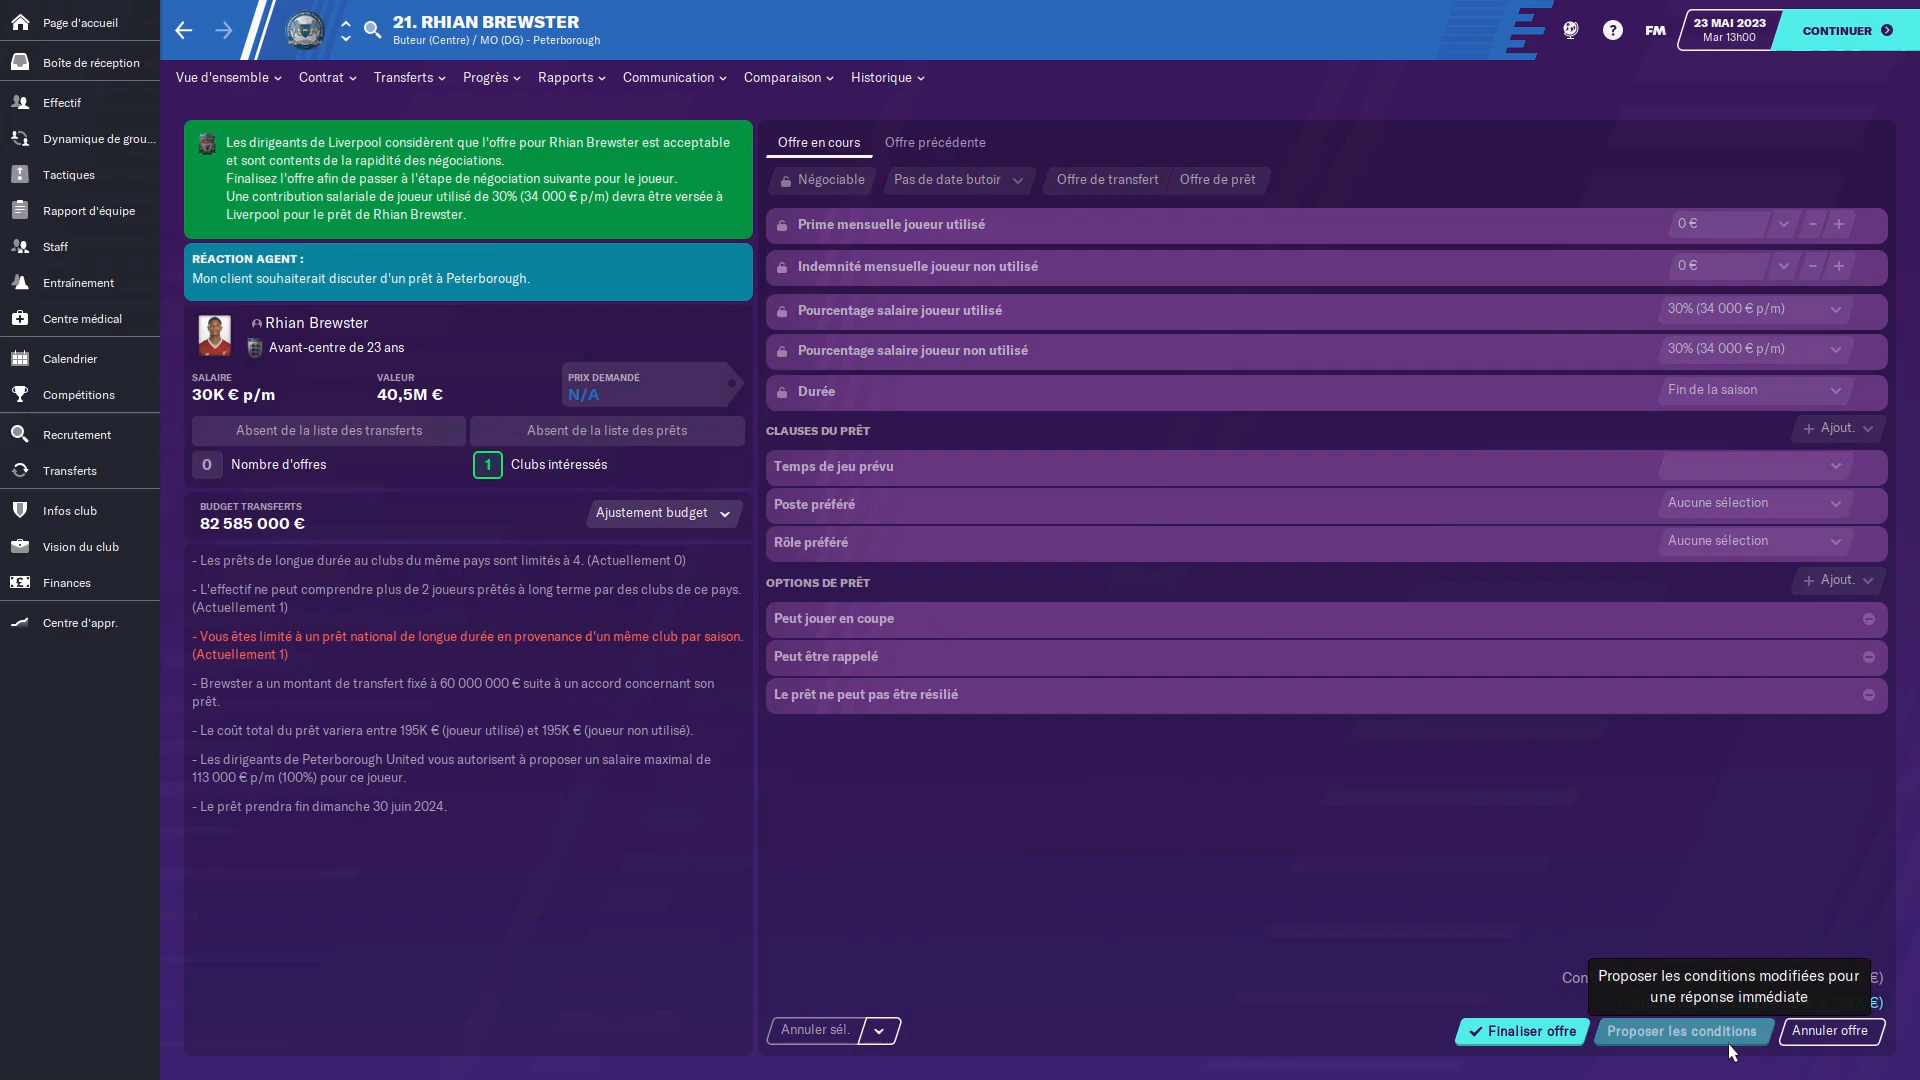 Page d'accueil
Boîte de réception
Effectif
Dynamique de grou...
Tactiques
Rapport d'équipe
Staff
Entraînement
Centre médical
Calendrier
Compétitions
Recrutement
Transferts
Infos club
Vision du club
Finances
Centre d'appr.
21. RHIAN BREWSTER
Buteur (Centre) / MO (DG) - Peterborough
FM
23 MAI 2023
Mar 13h00
CONTINUER
Vue d'ensemble
Contrat
Transferts
Progrès
Rapports
Communication
Comparaison
Historique
Les dirigeants de Liverpool considèrent que l'offre pour Rhian Brewster est acceptable
et sont contents de la rapidité des négociations.
Finalisez l'offre afin de passer à l'étape de négociation suivante pour le joueur.
Une contribution salariale de joueur utilisé de 30% (34 000 € p/m) devra être versée à
Liverpool pour le prêt de Rhian Brewster.
RÉACTION AGENT :
Mon client souhaiterait discuter d'un prêt à Peterborough.
Rhian Brewster
Avant-centre de 23 ans
SALAIRE
30K € p/m
VALEUR
40,5M €
PRIX DEMANDÉ
N/A
Absent de la liste des transferts
Absent de la liste des prêts
0 Nombre d'offres
1 Clubs intéressés
BUDGET TRANSFERTS
82 585 000 €
Ajustement budget
- Les prêts de longue durée au clubs du même pays sont limités à 4. (Actuellement 0)
- L'effectif ne peut comprendre plus de 2 joueurs prêtés à long terme par des clubs de ce pays.
(Actuellement 1)
- Vous êtes limité à un prêt national de longue durée en provenance d'un même club par saison.
(Actuellement 1)
- Brewster a un montant de transfert fixé à 60 000 000 € suite à un accord concernant son
prêt.
- Le coût total du prêt variera entre 195K € (joueur utilisé) et 195K € (joueur non utilisé).
- Les dirigeants de Peterborough United vous autorisent à proposer un salaire maximal de
113 000 € p/m (100%) pour ce joueur.
- Le prêt prendra fin dimanche 30 juin 2024.
Offre en cours
Offre précédente
Négociable
Pas de date butoir
Offre de transfert
Offre de prêt
Prime mensuelle joueur utilisé
0 €
Indemnité mensuelle joueur non utilisé
0 €
Pourcentage salaire joueur utilisé
30% (34 000 € p/m)
Pourcentage salaire joueur non utilisé
30% (34 000 € p/m)
Durée
Fin de la saison
CLAUSES DU PRÊT
Ajout.
Temps de jeu prévu
Poste préféré
Aucune sélection
Rôle préféré
Aucune sélection
OPTIONS DE PRÊT
Ajout.
Peut jouer en coupe
Peut être rappelé
Le prêt ne peut pas être résilié
Proposer les conditions modifiées pour
une réponse immédiate
Con
€)
€)
Annuler sél.
Finaliser offre
Proposer les conditions
Annuler offre